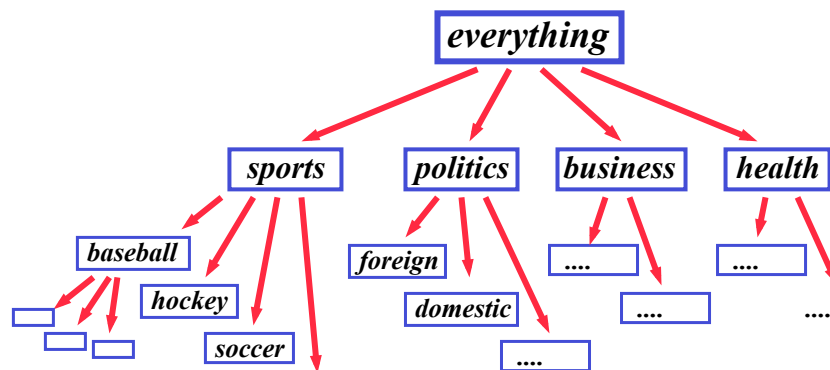 everything
sports
politics
business
health
baseball
foreign
....
....
hockey
domestic
....
....
soccer
....